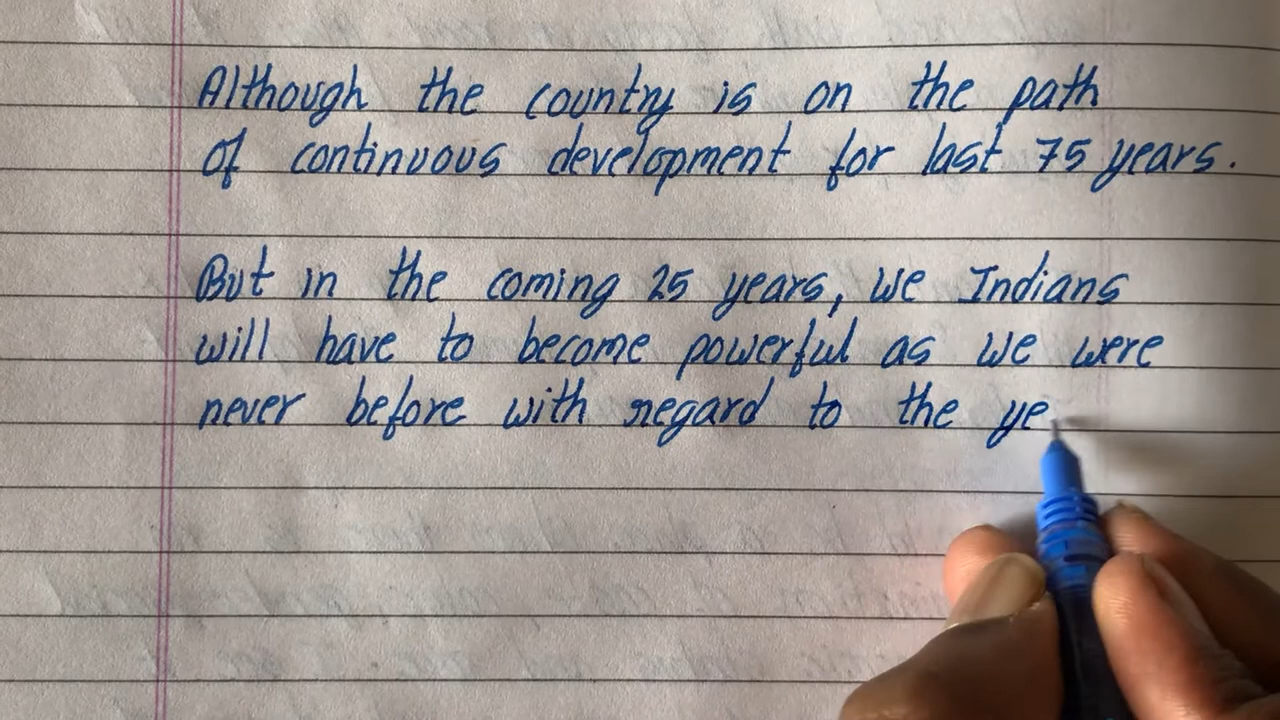 Although the country is on the path
of continuous development for last 75 years.
But in the coming 25 years, we Indians
will have to become powerful as we were
never before with regard to the ye